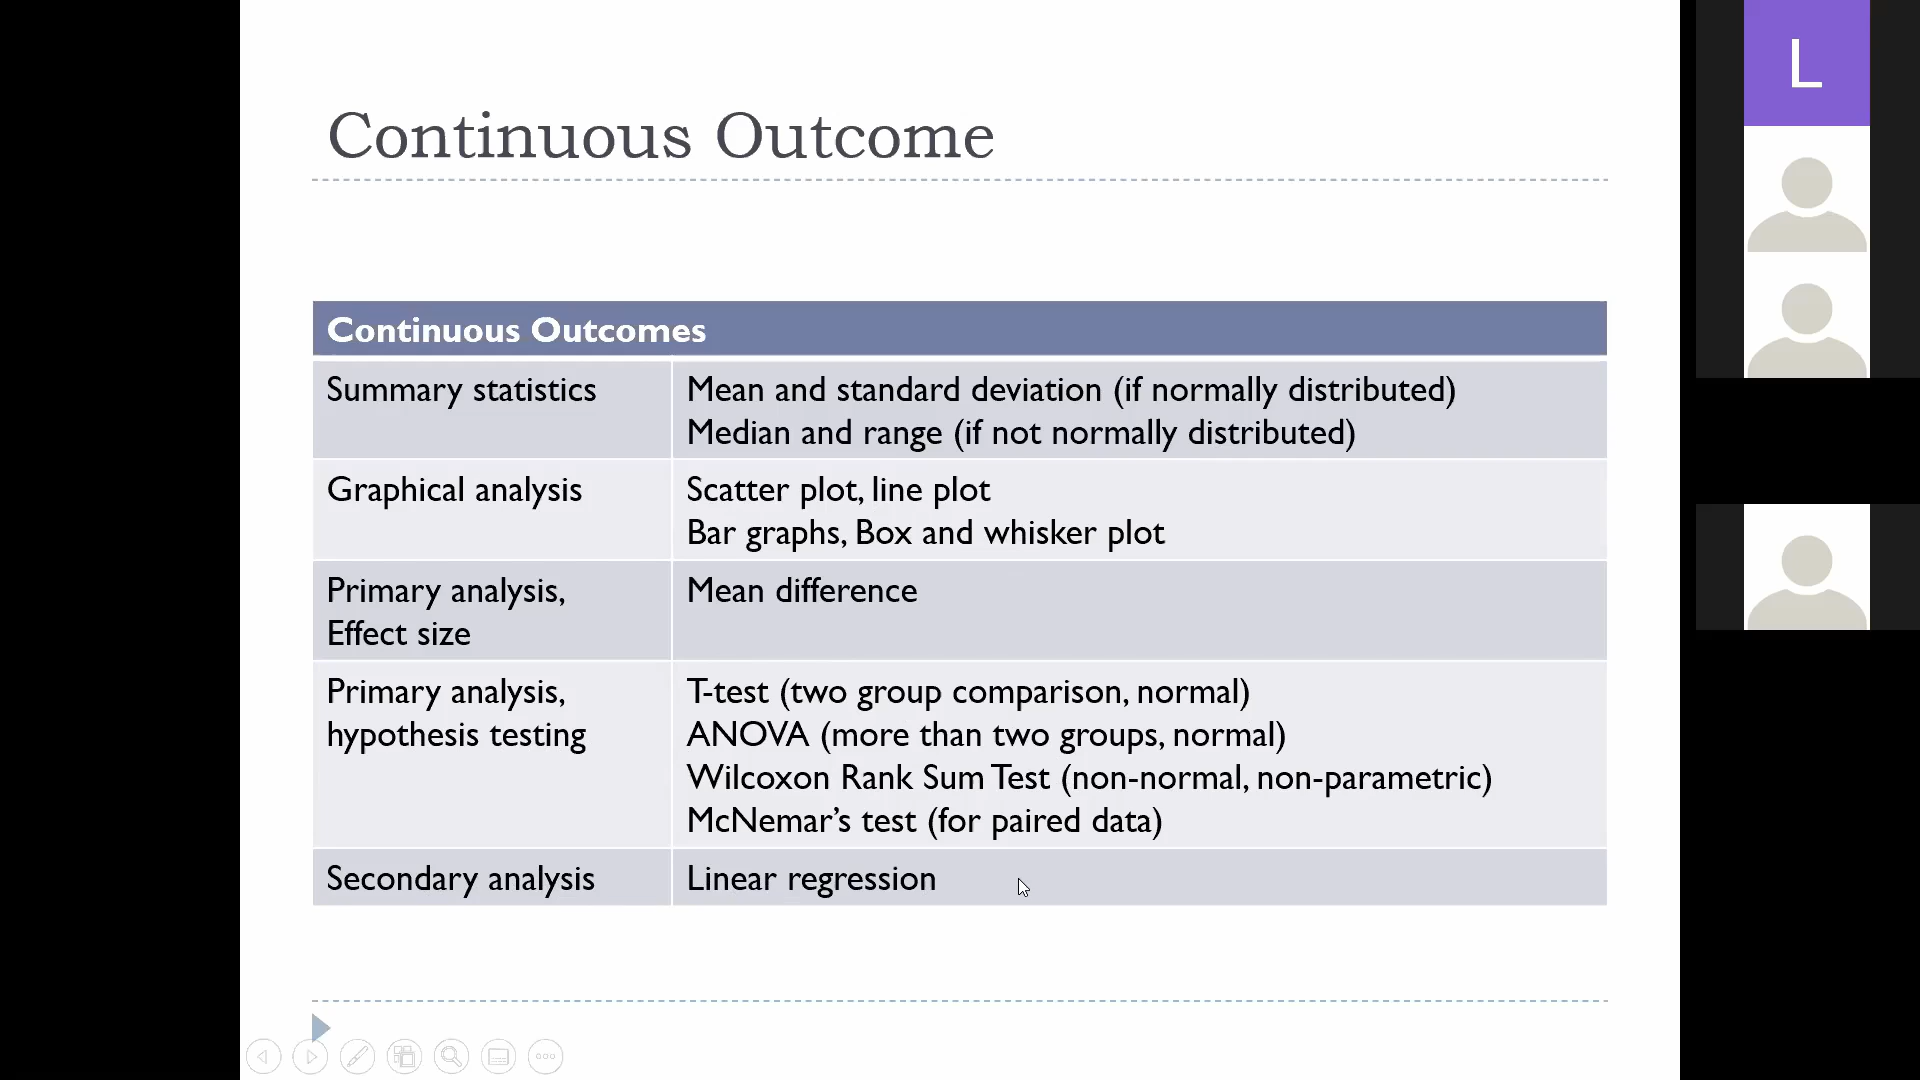 Continuous Outcome
L
Continuous Outcomes
Summary statistics
Mean and standard deviation (if normally distributed)
Median and range (if not normally distributed)
Graphical analysis
Scatter plot, line plot
Bar graphs, Box and whisker plot
Primary analysis,
Effect size
Mean difference
Primary analysis,
hypothesis testing
T-test (two group comparison, normal)
ANOVA (more than two groups, normal)
Wilcoxon Rank Sum Test (non-normal, non-parametric)
McNemar’s test (for paired data)
Secondary analysis
Linear regression